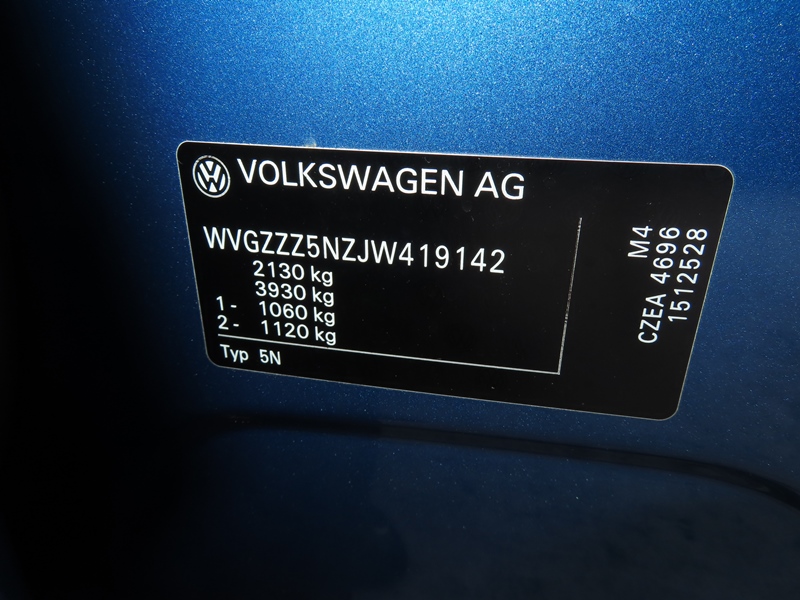 VOLKSWAGEN AG
WVGZZZ5NZJW419142
2130 kg
3930 kg
1- 1060 kg
2- 1120 kg
Typ 5N
M4
CZEA 4696
1512528